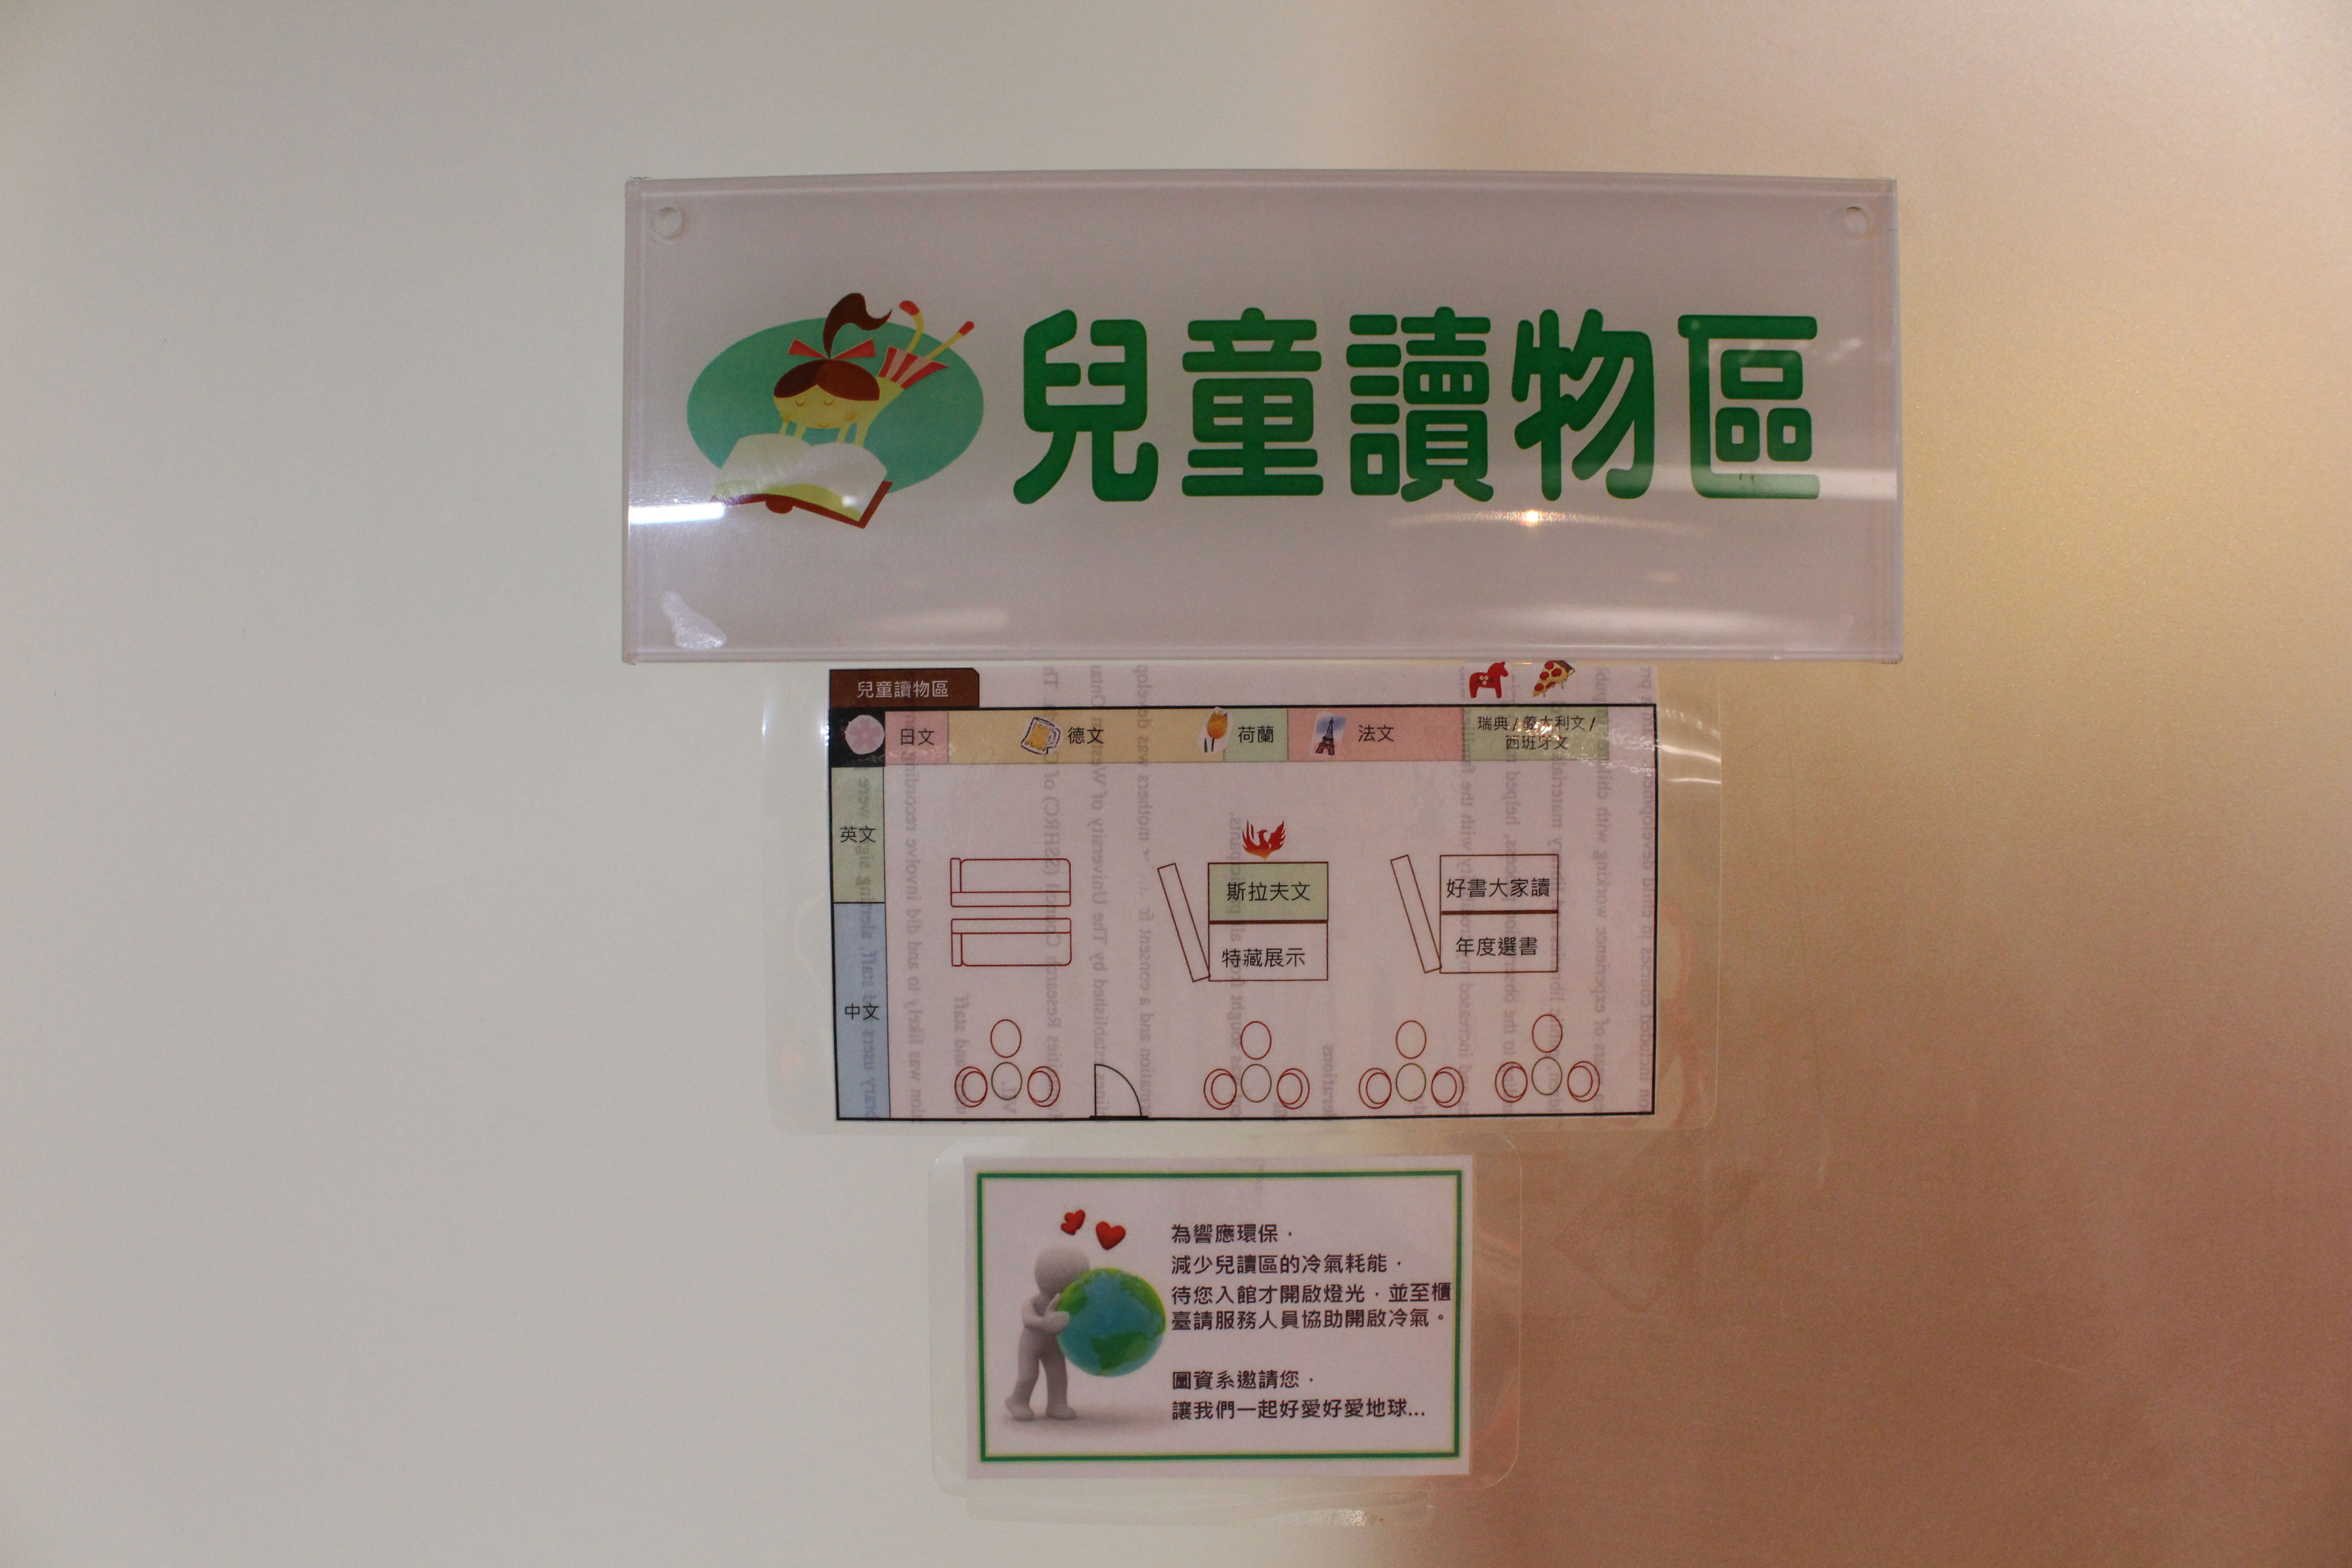 兒童讀物區
兒童讀物區
日文
德文
荷蘭
法文
瑞典 / 義大利文 /
西班牙文
英文
斯拉夫文
好書大家讀
特藏展示
年度選書
中文
為響應環保，
減少兒讀區的冷氣耗能，
待您入館才開啟燈光，並至櫃
臺請服務人員協助開啟冷氣。
圖資系邀請您，
讓我們一起好愛好愛地球...